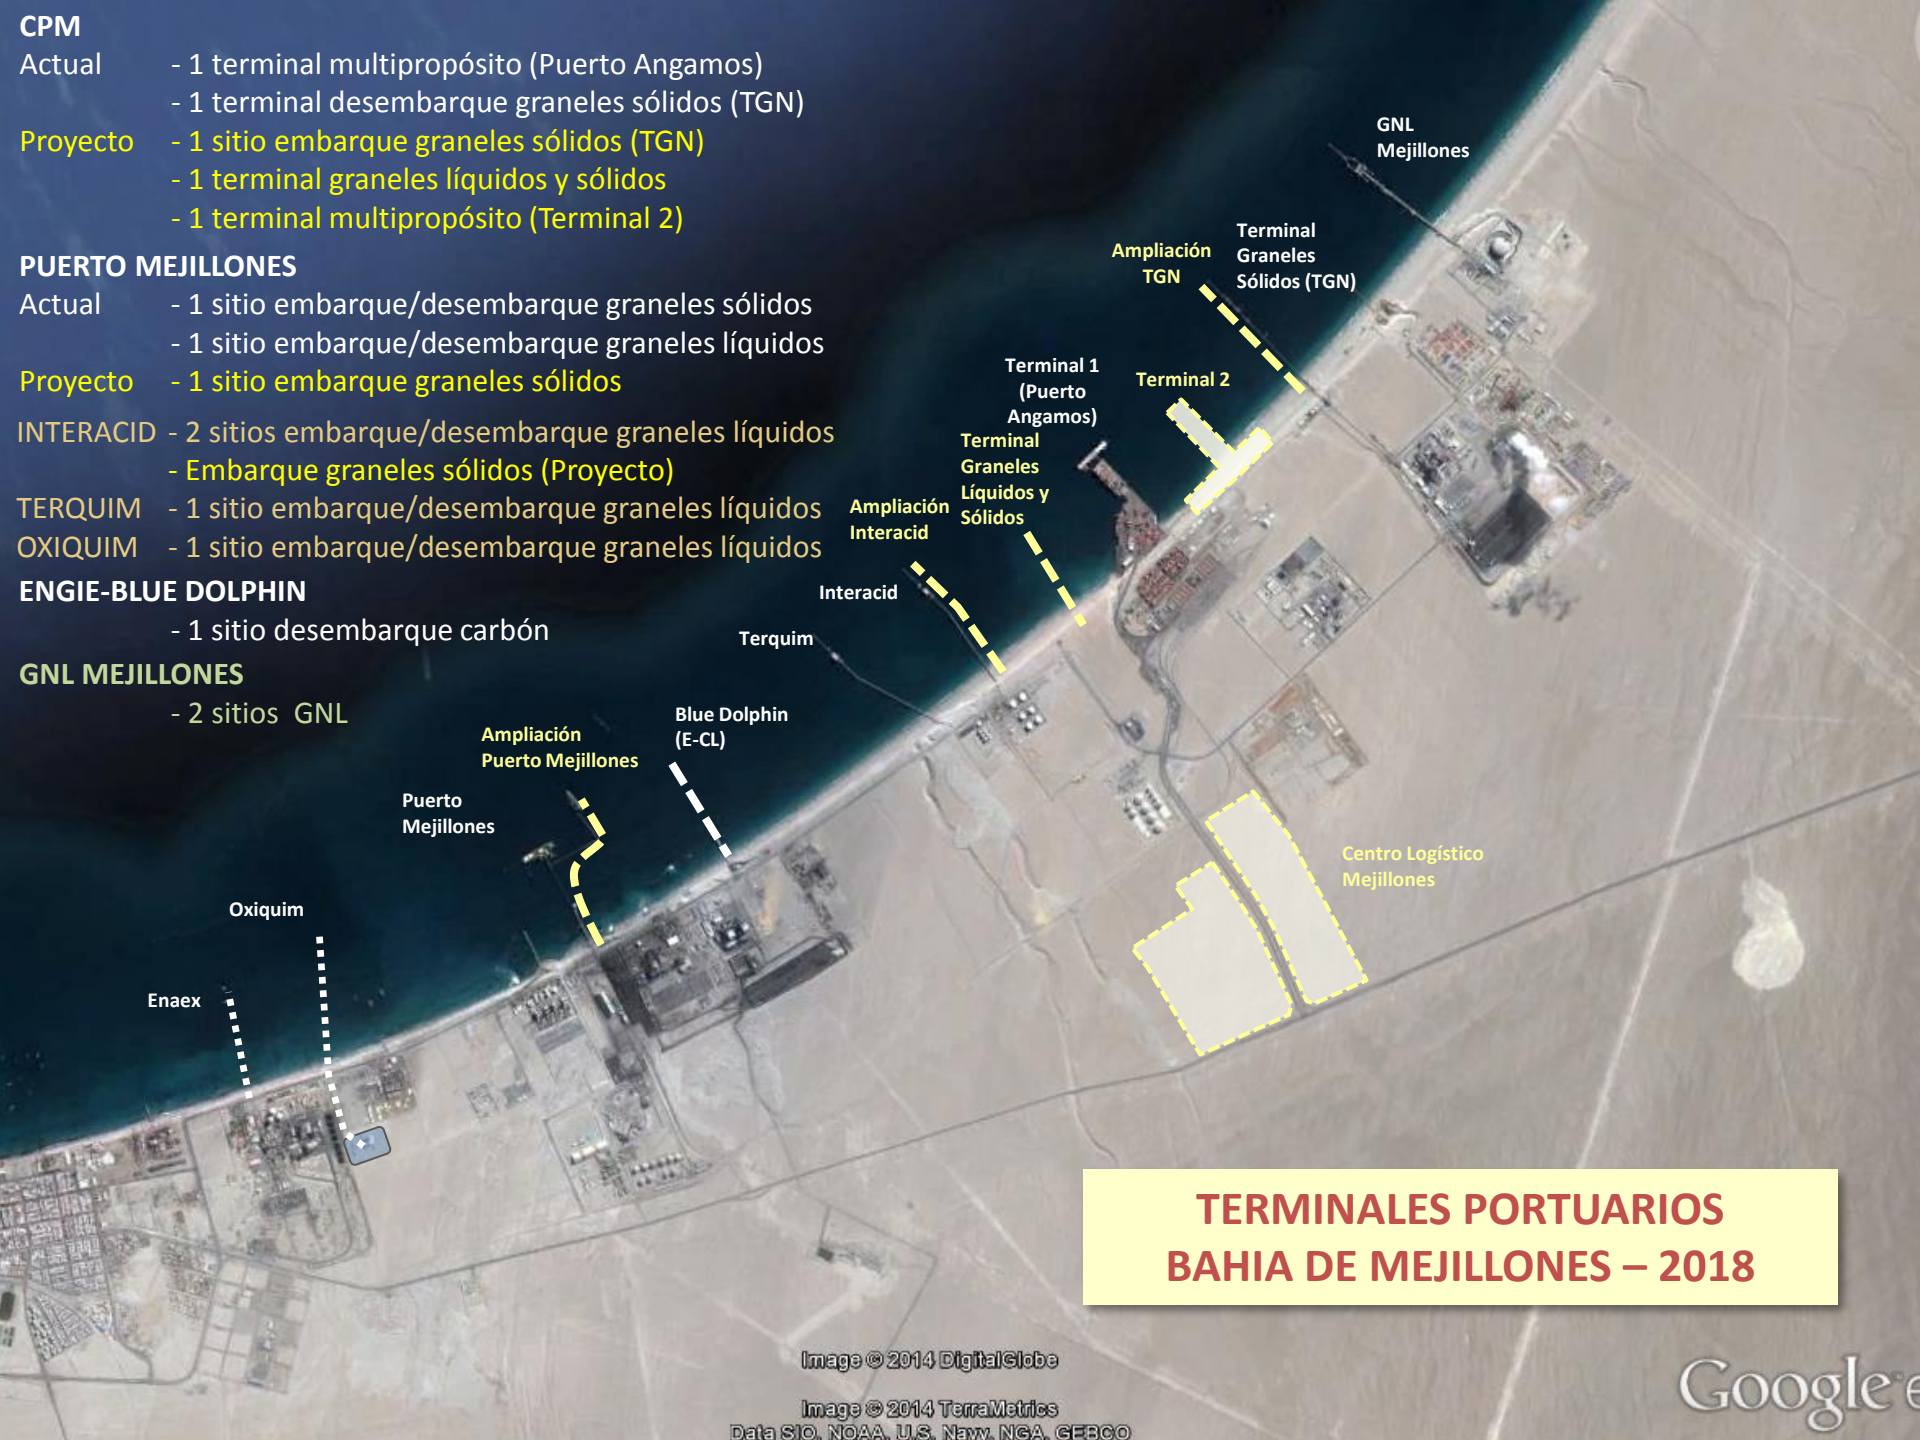 CPM
Actual - 1 terminal multipropósito (Puerto Angamos)
- 1 terminal desembarque graneles sólidos (TGN)
Proyecto - 1 sitio embarque graneles sólidos (TGN)
- 1 terminal graneles líquidos y sólidos
- 1 terminal multipropósito (Terminal 2)
PUERTO MEJILLONES
Actual - 1 sitio embarque/desembarque graneles sólidos
- 1 sitio embarque/desembarque graneles líquidos
Proyecto - 1 sitio embarque graneles sólidos
INTERACID - 2 sitios embarque/desembarque graneles líquidos
- Embarque graneles sólidos (Proyecto)
TERQUIM - 1 sitio embarque/desembarque graneles líquidos
OXIQUIM - 1 sitio embarque/desembarque graneles líquidos
ENGIE-BLUE DOLPHIN
- 1 sitio desembarque carbón
GNL MEJILLONES
- 2 sitios GNL
GNL
Mejillones
Terminal
Graneles
Sólidos (TGN)
Ampliación
TGN
Terminal 1
(Puerto
Angamos)
Terminal 2
Terminal
Graneles
Líquidos y
Sólidos
Ampliación
Interacid
Interacid
Terquim
Blue Dolphin
(E-CL)
Ampliación
Puerto Mejillones
Puerto
Mejillones
Oxiquim
Enaex
Centro Logístico
Mejillones
TERMINALES PORTUARIOS
BAHIA DE MEJILLONES – 2018
Image © 2014 DigitalGlobe
Image © 2014 TerraMetrics
Data SIO, NOAA, U.S. Navy, NGA, GEBCO
Google e